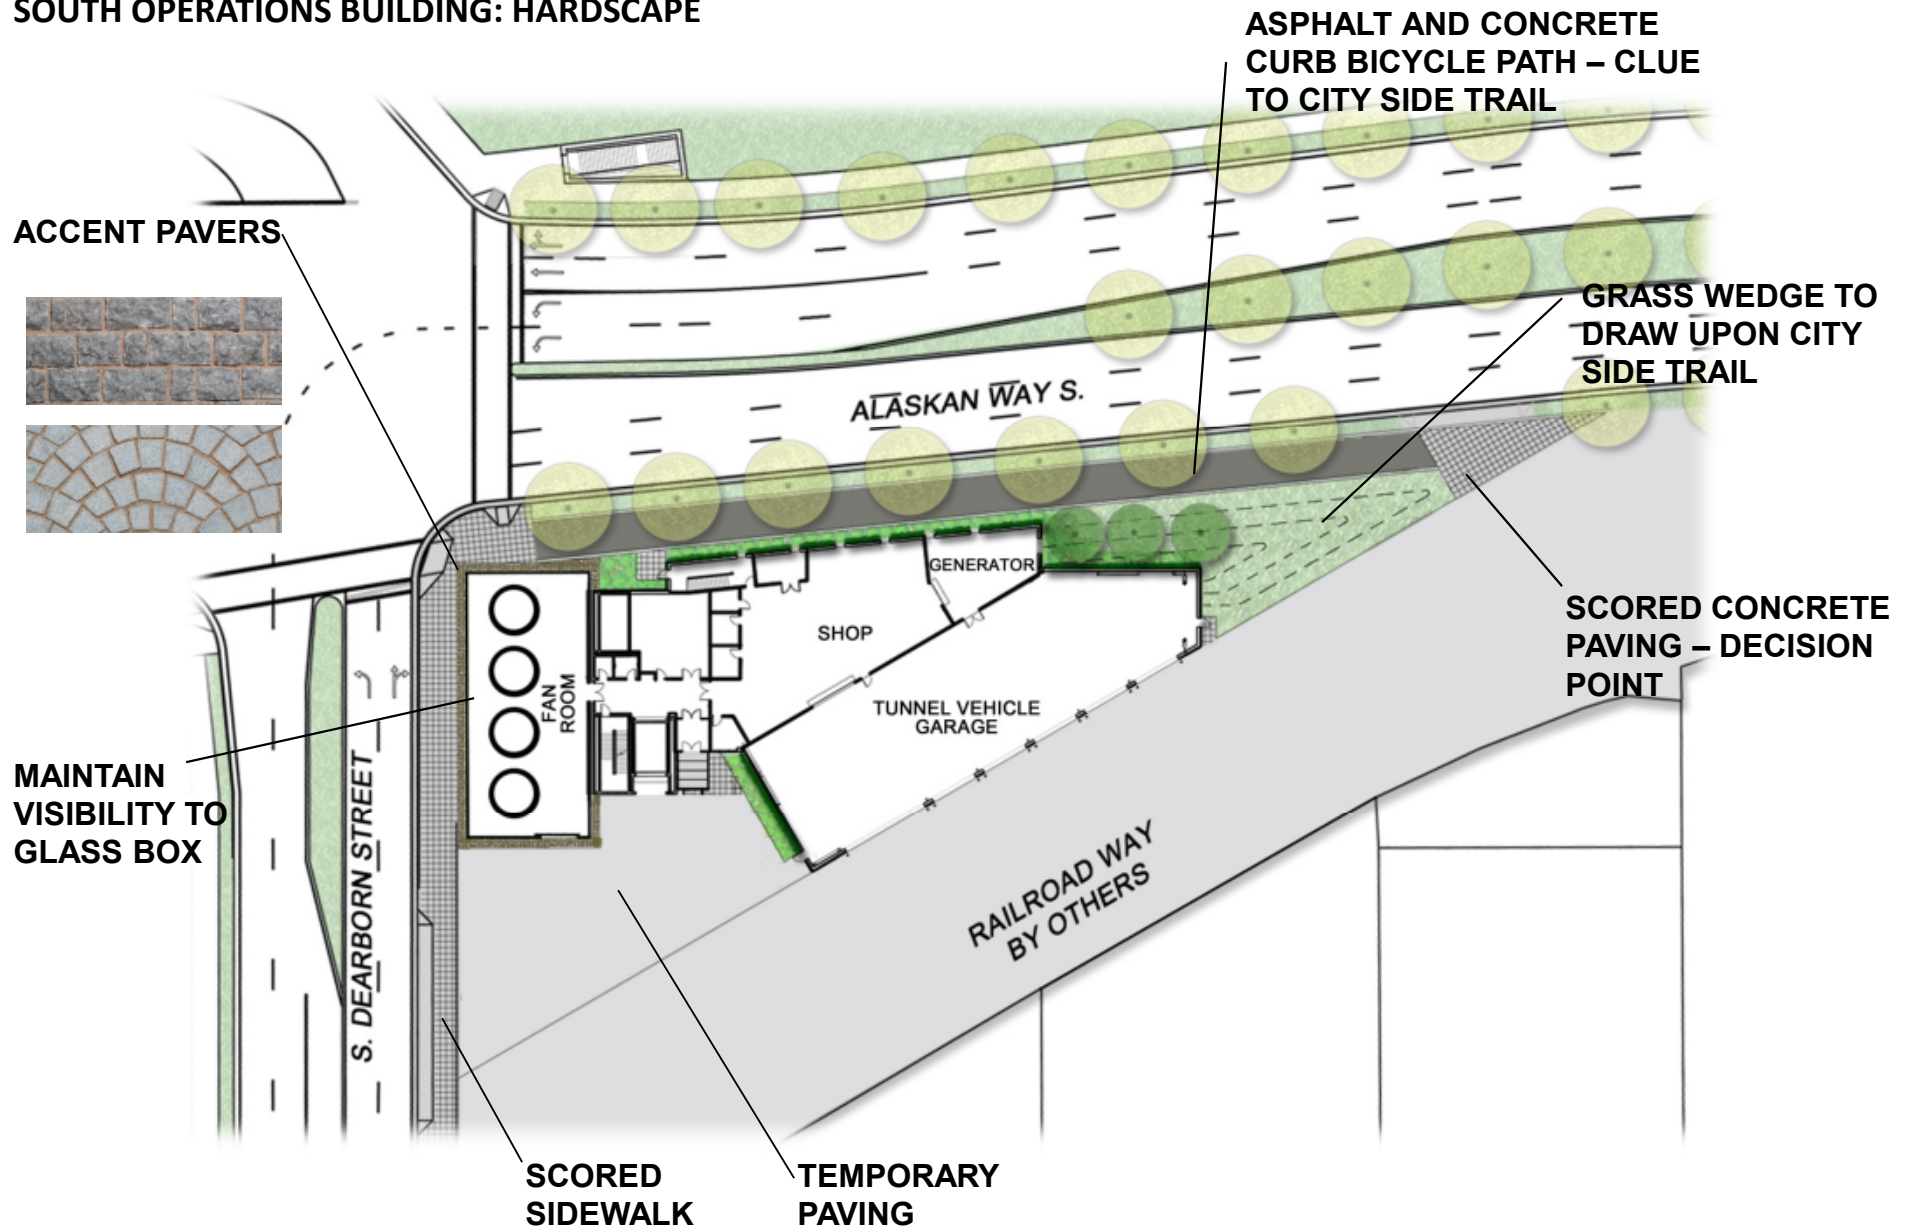 SOUTH OPERATIONS BUILDING: HARDSCAPE
ASPHALT AND CONCRETE
CURB BICYCLE PATH – CLUE
TO CITY SIDE TRAIL
ACCENT PAVERS
GRASS WEDGE TO
DRAW UPON CITY
SIDE TRAIL
ALASKAN WAY S.
GENERATOR
SHOP
SCORED CONCRETE
PAVING – DECISION
POINT
FAN
ROOM
TUNNEL VEHICLE
GARAGE
MAINTAIN
VISIBILITY TO
GLASS BOX
S. DEARBORN STREET
RAILROAD WAY
BY OTHERS
SCORED
SIDEWALK
TEMPORARY
PAVING